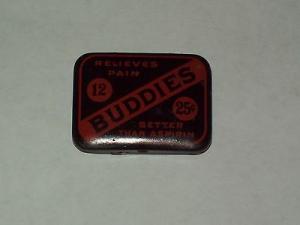 RELIEVES
PAIN
12
BUDDIES
25¢
BETTER
THAN ASPIRIN